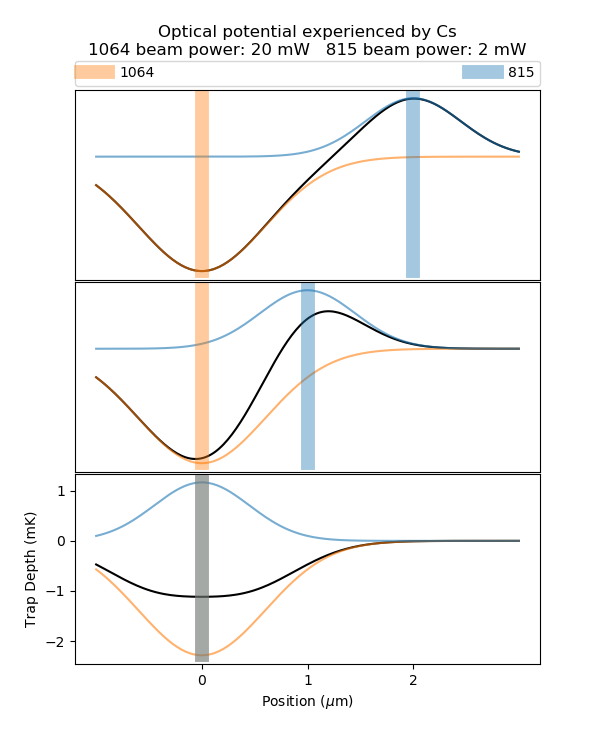 Optical potential experienced by Cs
1064 beam power: 20 mW   815 beam power: 2 mW
1064   815
1
0
−1
−2
Trap Depth (mK)
0   1   2
Position (μm)